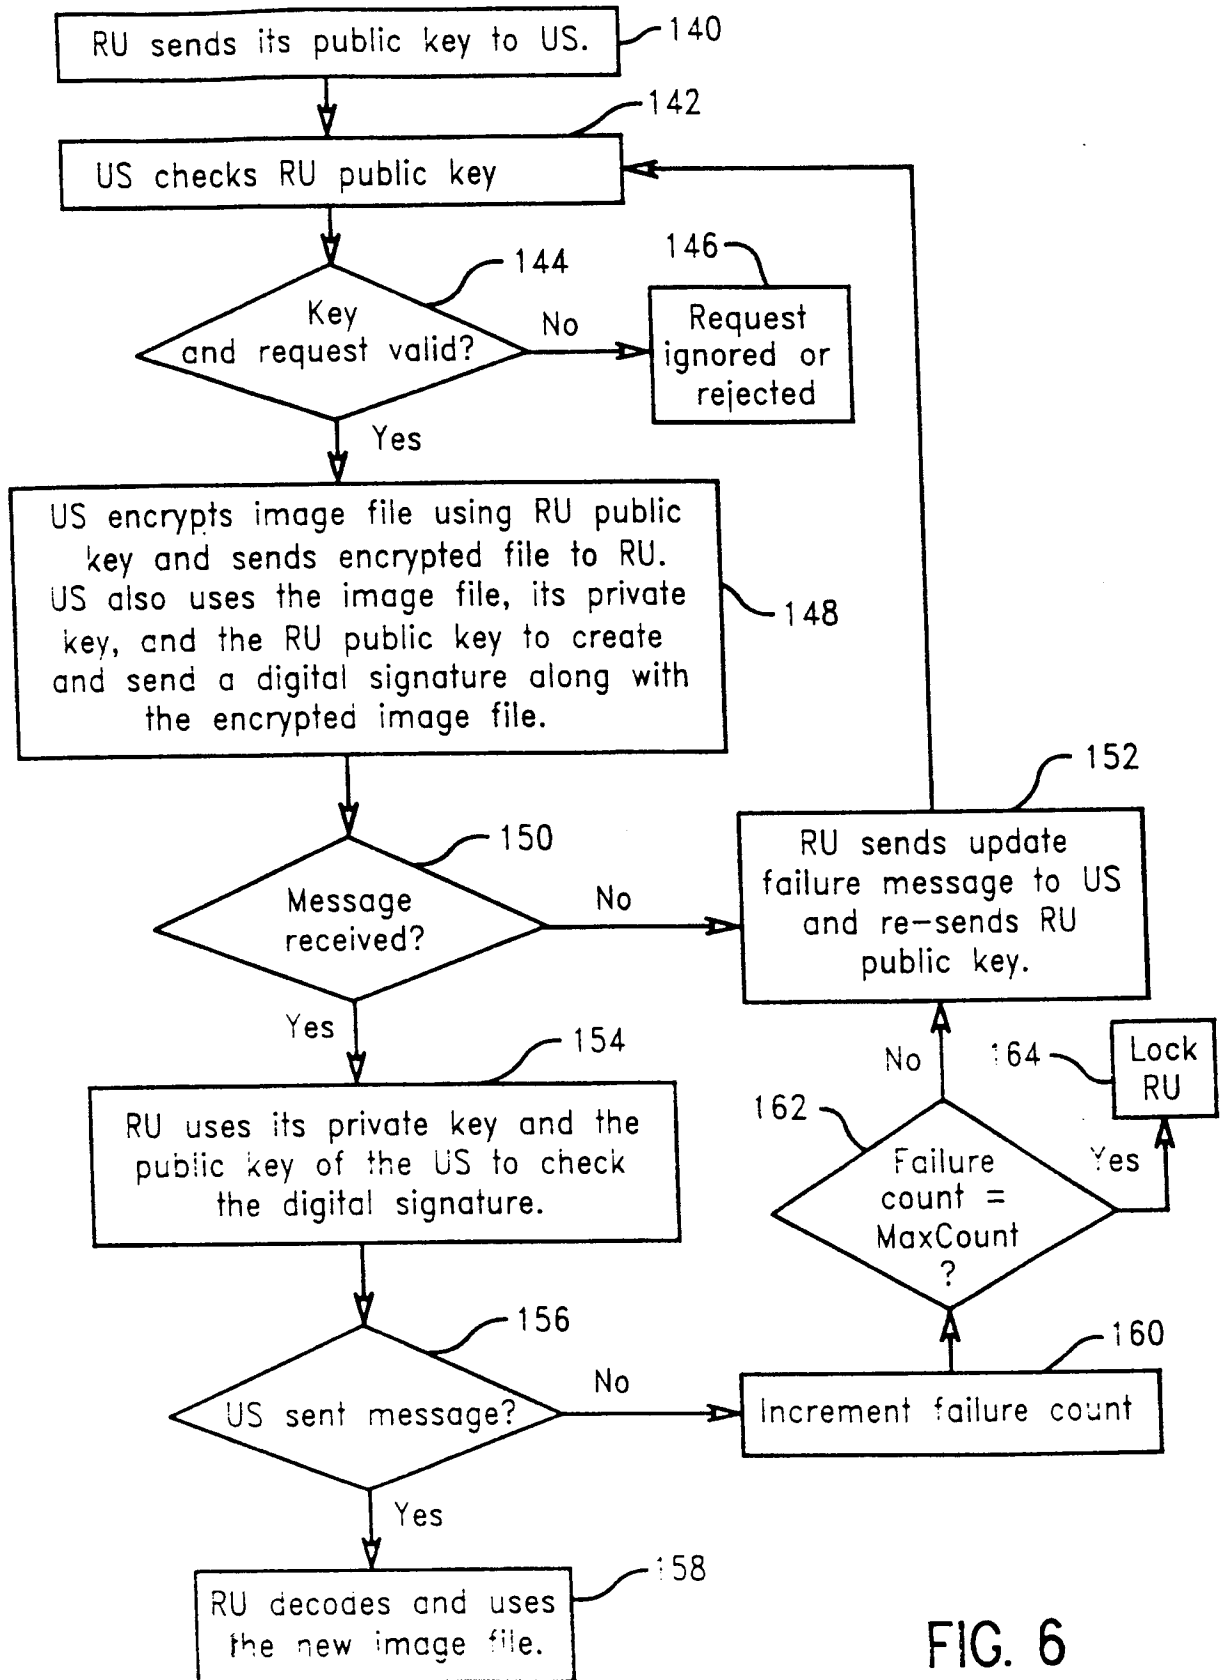 RU sends its public key to US.
140
142
US checks RU public key
144
Key
and request valid?
No
146
Request
ignored or
rejected
Yes
US encrypts image file using RU public
key and sends encrypted file to RU.
US also uses the image file, its private
key, and the RU public key to create
and send a digital signature along with
the encrypted image file.
148
150
Message
received?
No
152
RU sends update
failure message to US
and re-sends RU
public key.
Yes
154
RU uses its private key and the
public key of the US to check
the digital signature.
No
164
Lock
RU
162
Failure
count =
MaxCount
?
Yes
156
US sent message?
No
160
Increment failure count
Yes
158
RU decodes and uses
the new image file.
FIG. 6